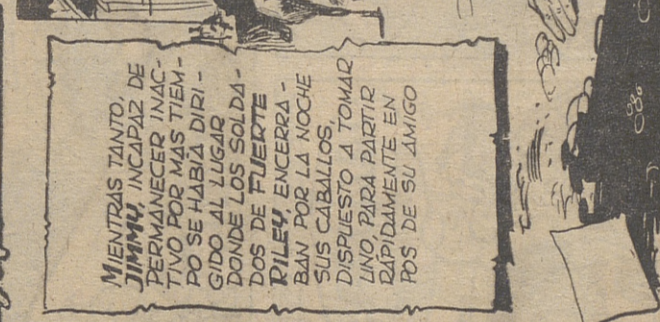 MIENTRAS TANTO,
JIMMY, INCAPAZ DE
PERMANECER INAC-
TIVO POR MAS TIEM-
PO SE HABÍA DIRI-
GIDO AL LUGAR
DONDE LOS SOLDA-
DOS DE FUERTE
RILEY, ENCERRA-
BAN POR LA NOCHE
SUS CABALLOS,
DISPUESTO A TOMAR
UNO, PARA PARTIR
RÁPIDAMENTE EN
POS DE SU AMIGO